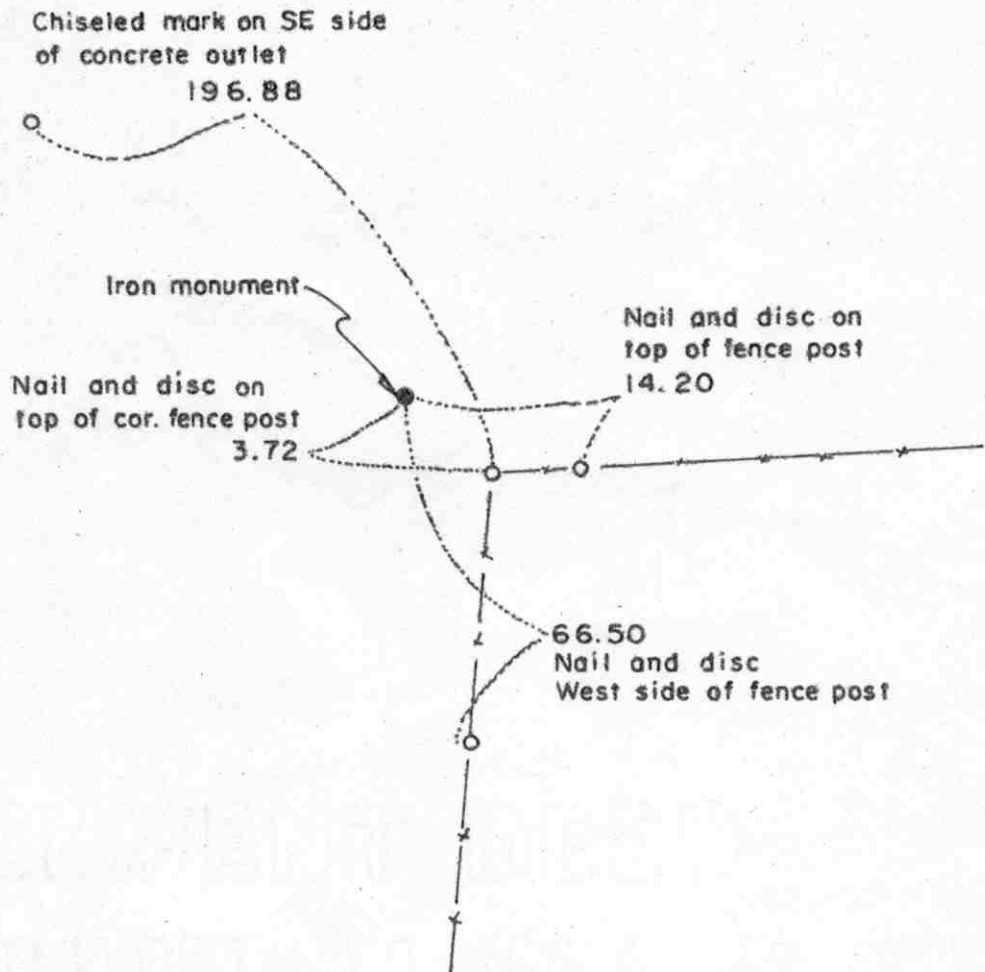 Chiseled mark on SE side
of concrete outlet
196.88
Iron monument
Nail and disc on
top of fence post
14.20
Nail and disc on
top of cor. fence post
3.72
66.50
Nail and disc
West side of fence post